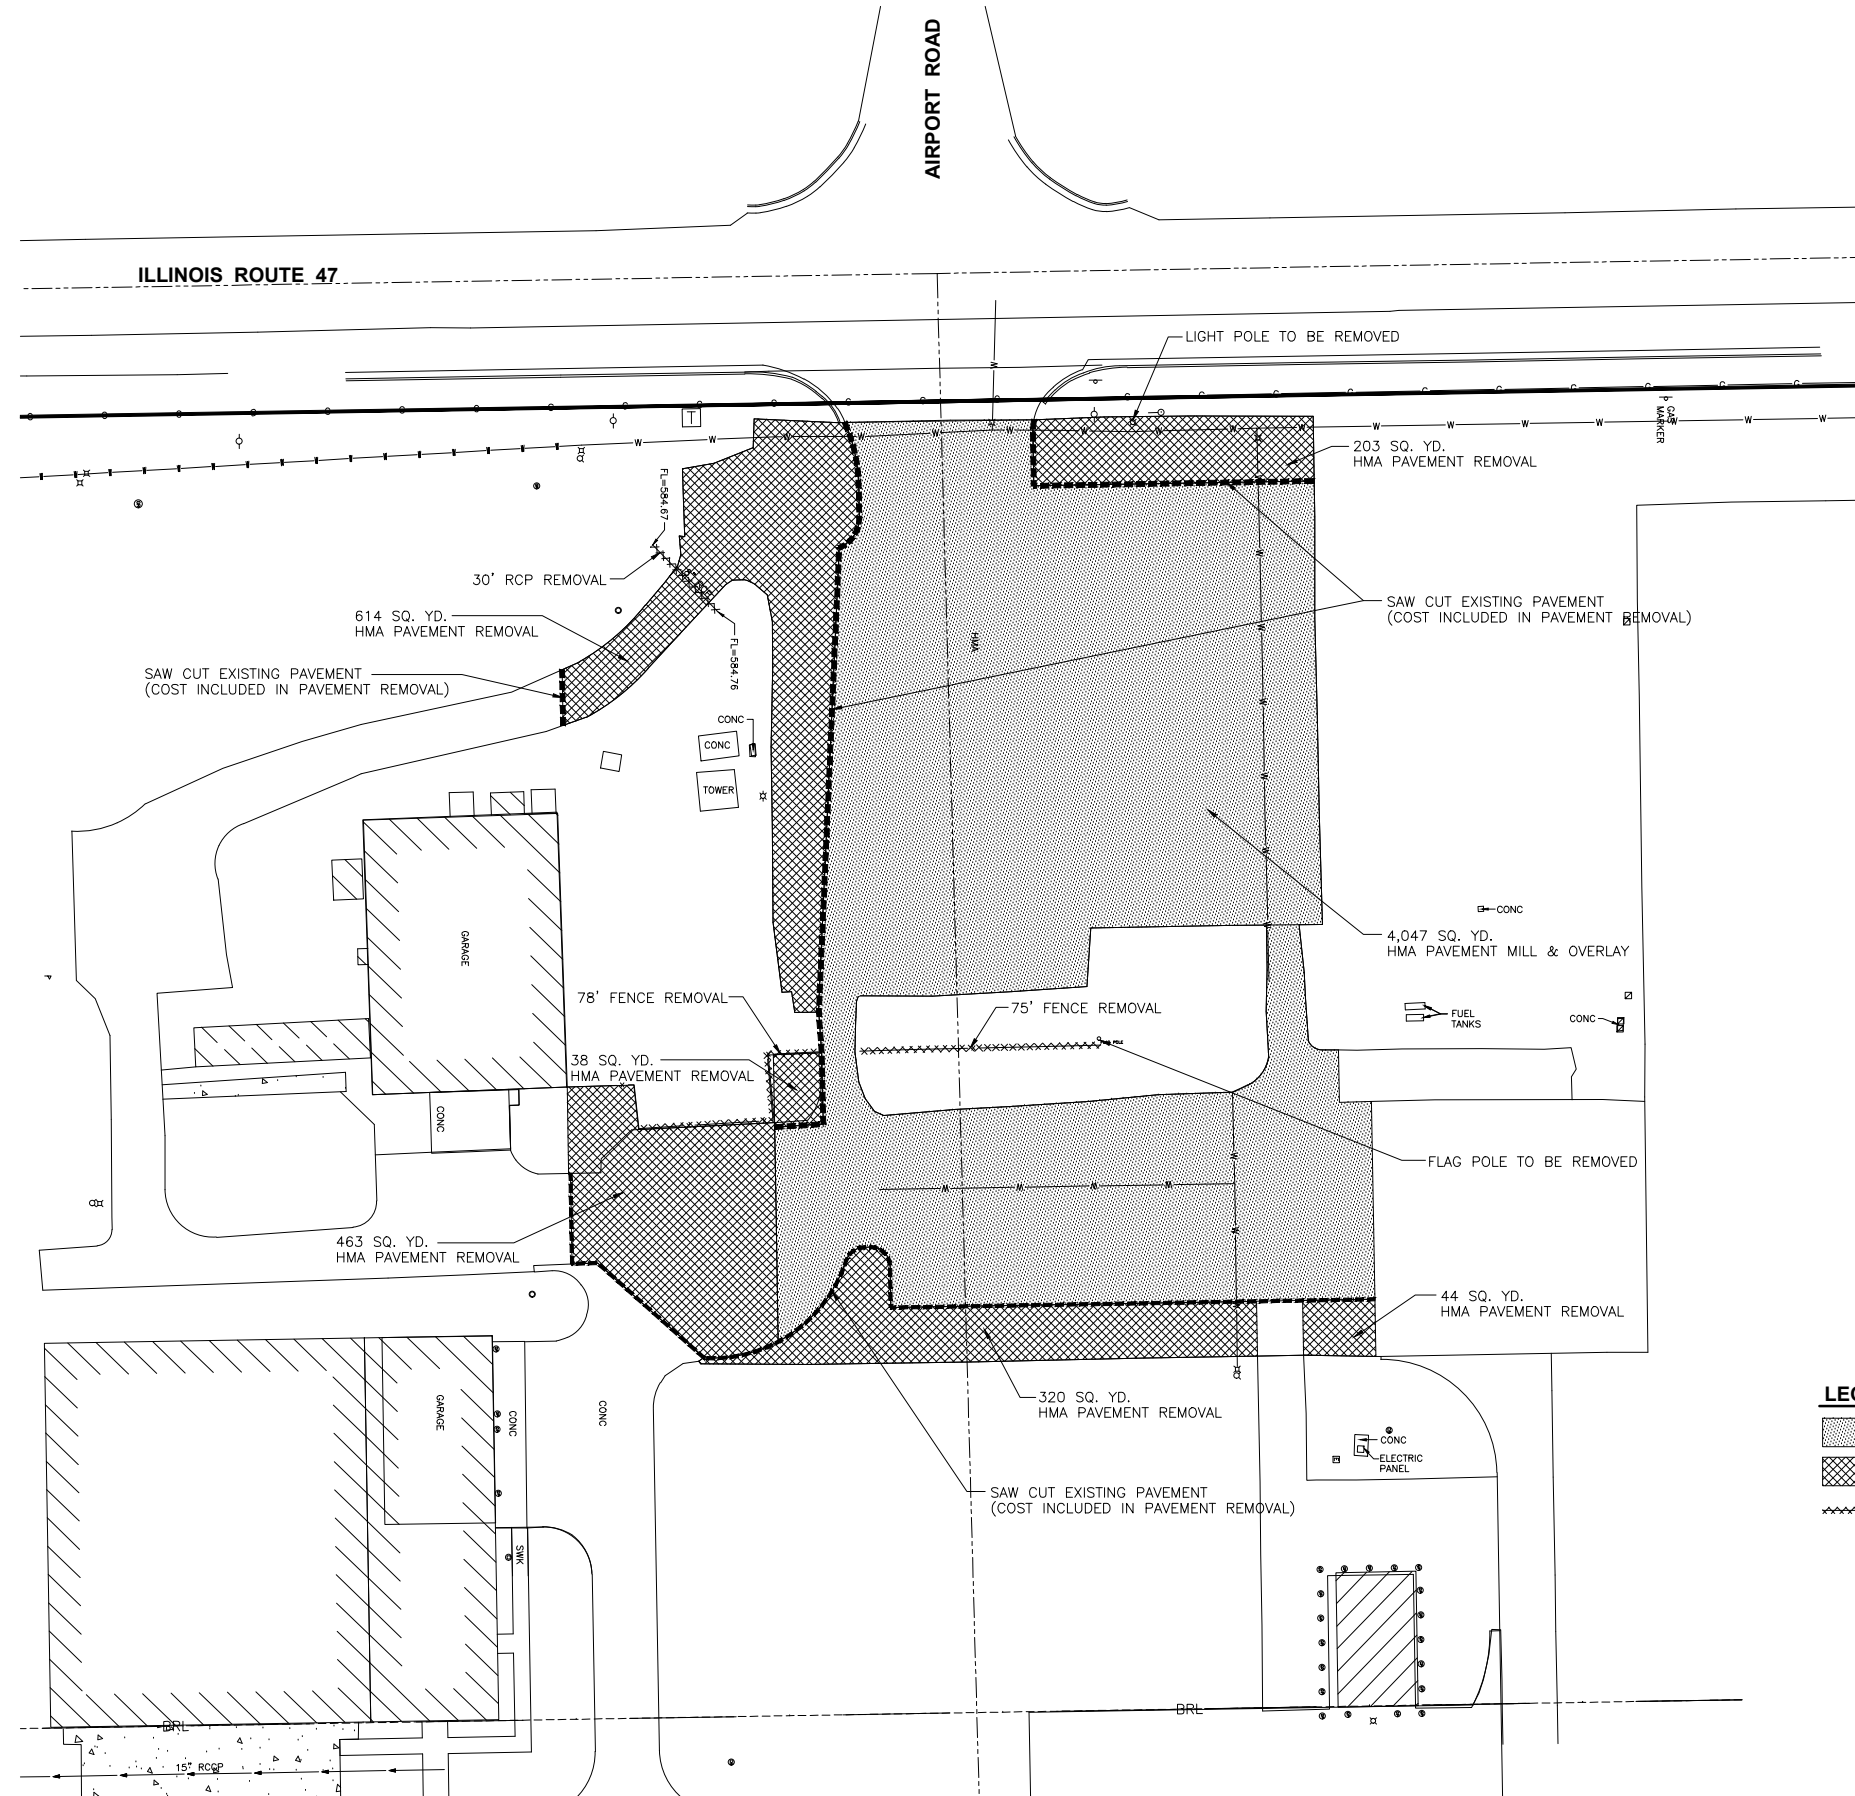 AIRPORT ROAD
ILLINOIS ROUTE 47
LIGHT POLE TO BE REMOVED
T
GAS
MARKER
203 SQ. YD.
HMA PAVEMENT REMOVAL
FL=584.67
30' RCP REMOVAL
614 SQ. YD.
HMA PAVEMENT REMOVAL
SAW CUT EXISTING PAVEMENT
(COST INCLUDED IN PAVEMENT REMOVAL)
HMA
FL=584.76
SAW CUT EXISTING PAVEMENT
(COST INCLUDED IN PAVEMENT REMOVAL)
CONC
CONC
TOWER
GARAGE
CONC
4,047 SQ. YD.
HMA PAVEMENT MILL & OVERLAY
78' FENCE REMOVAL
75' FENCE REMOVAL
FUEL
TANKS
CONC
38 SQ. YD.
HMA PAVEMENT REMOVAL
CONC
FLAG POLE TO BE REMOVED
463 SQ. YD.
HMA PAVEMENT REMOVAL
44 SQ. YD.
HMA PAVEMENT REMOVAL
320 SQ. YD.
HMA PAVEMENT REMOVAL
GARAGE
CONC
CONC
LEG
CONC
ELECTRIC
PANEL
SAW CUT EXISTING PAVEMENT
(COST INCLUDED IN PAVEMENT REMOVAL)
SWK
BRL
BRL
15" RCCP